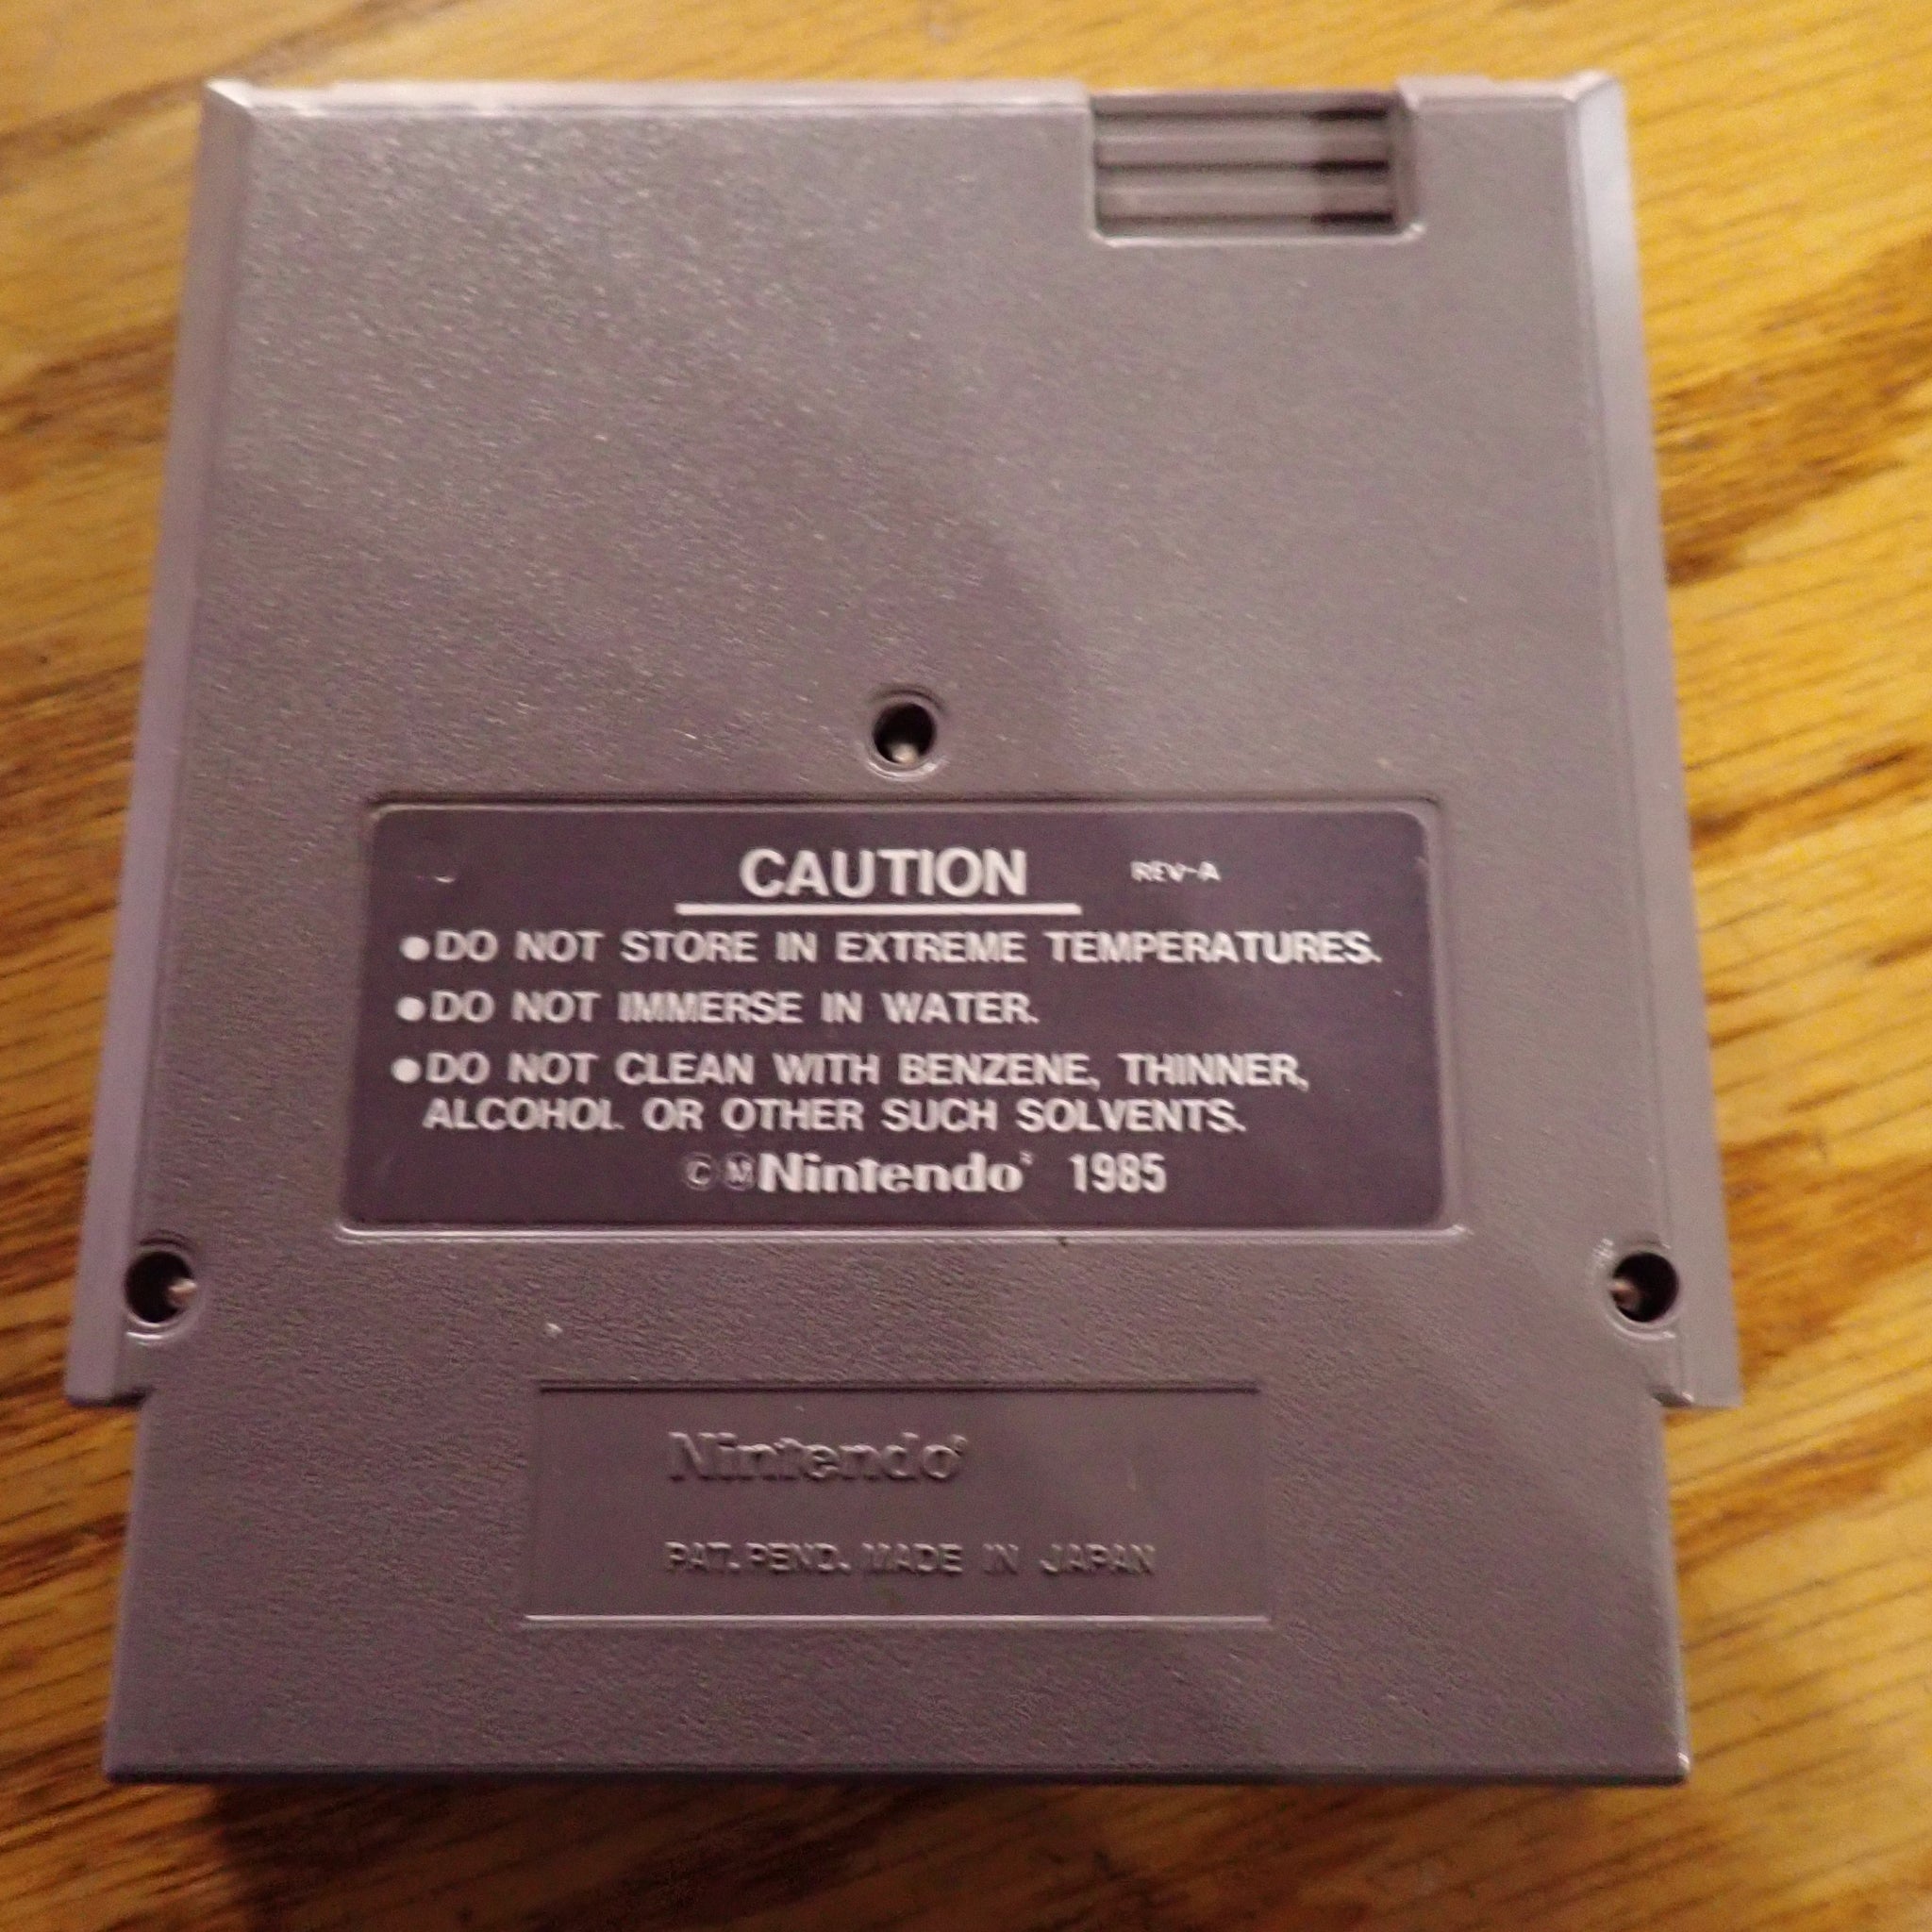 CAUTION REV-A
●DO NOT STORE IN EXTREME TEMPERATURES.
●DO NOT IMMERSE IN WATER.
●DO NOT CLEAN WITH BENZENE, THINNER,
ALCOHOL OR OTHER SUCH SOLVENTS.
©ⓂNintendo® 1985
Nintendo®
PAT. PEND. MADE IN JAPAN